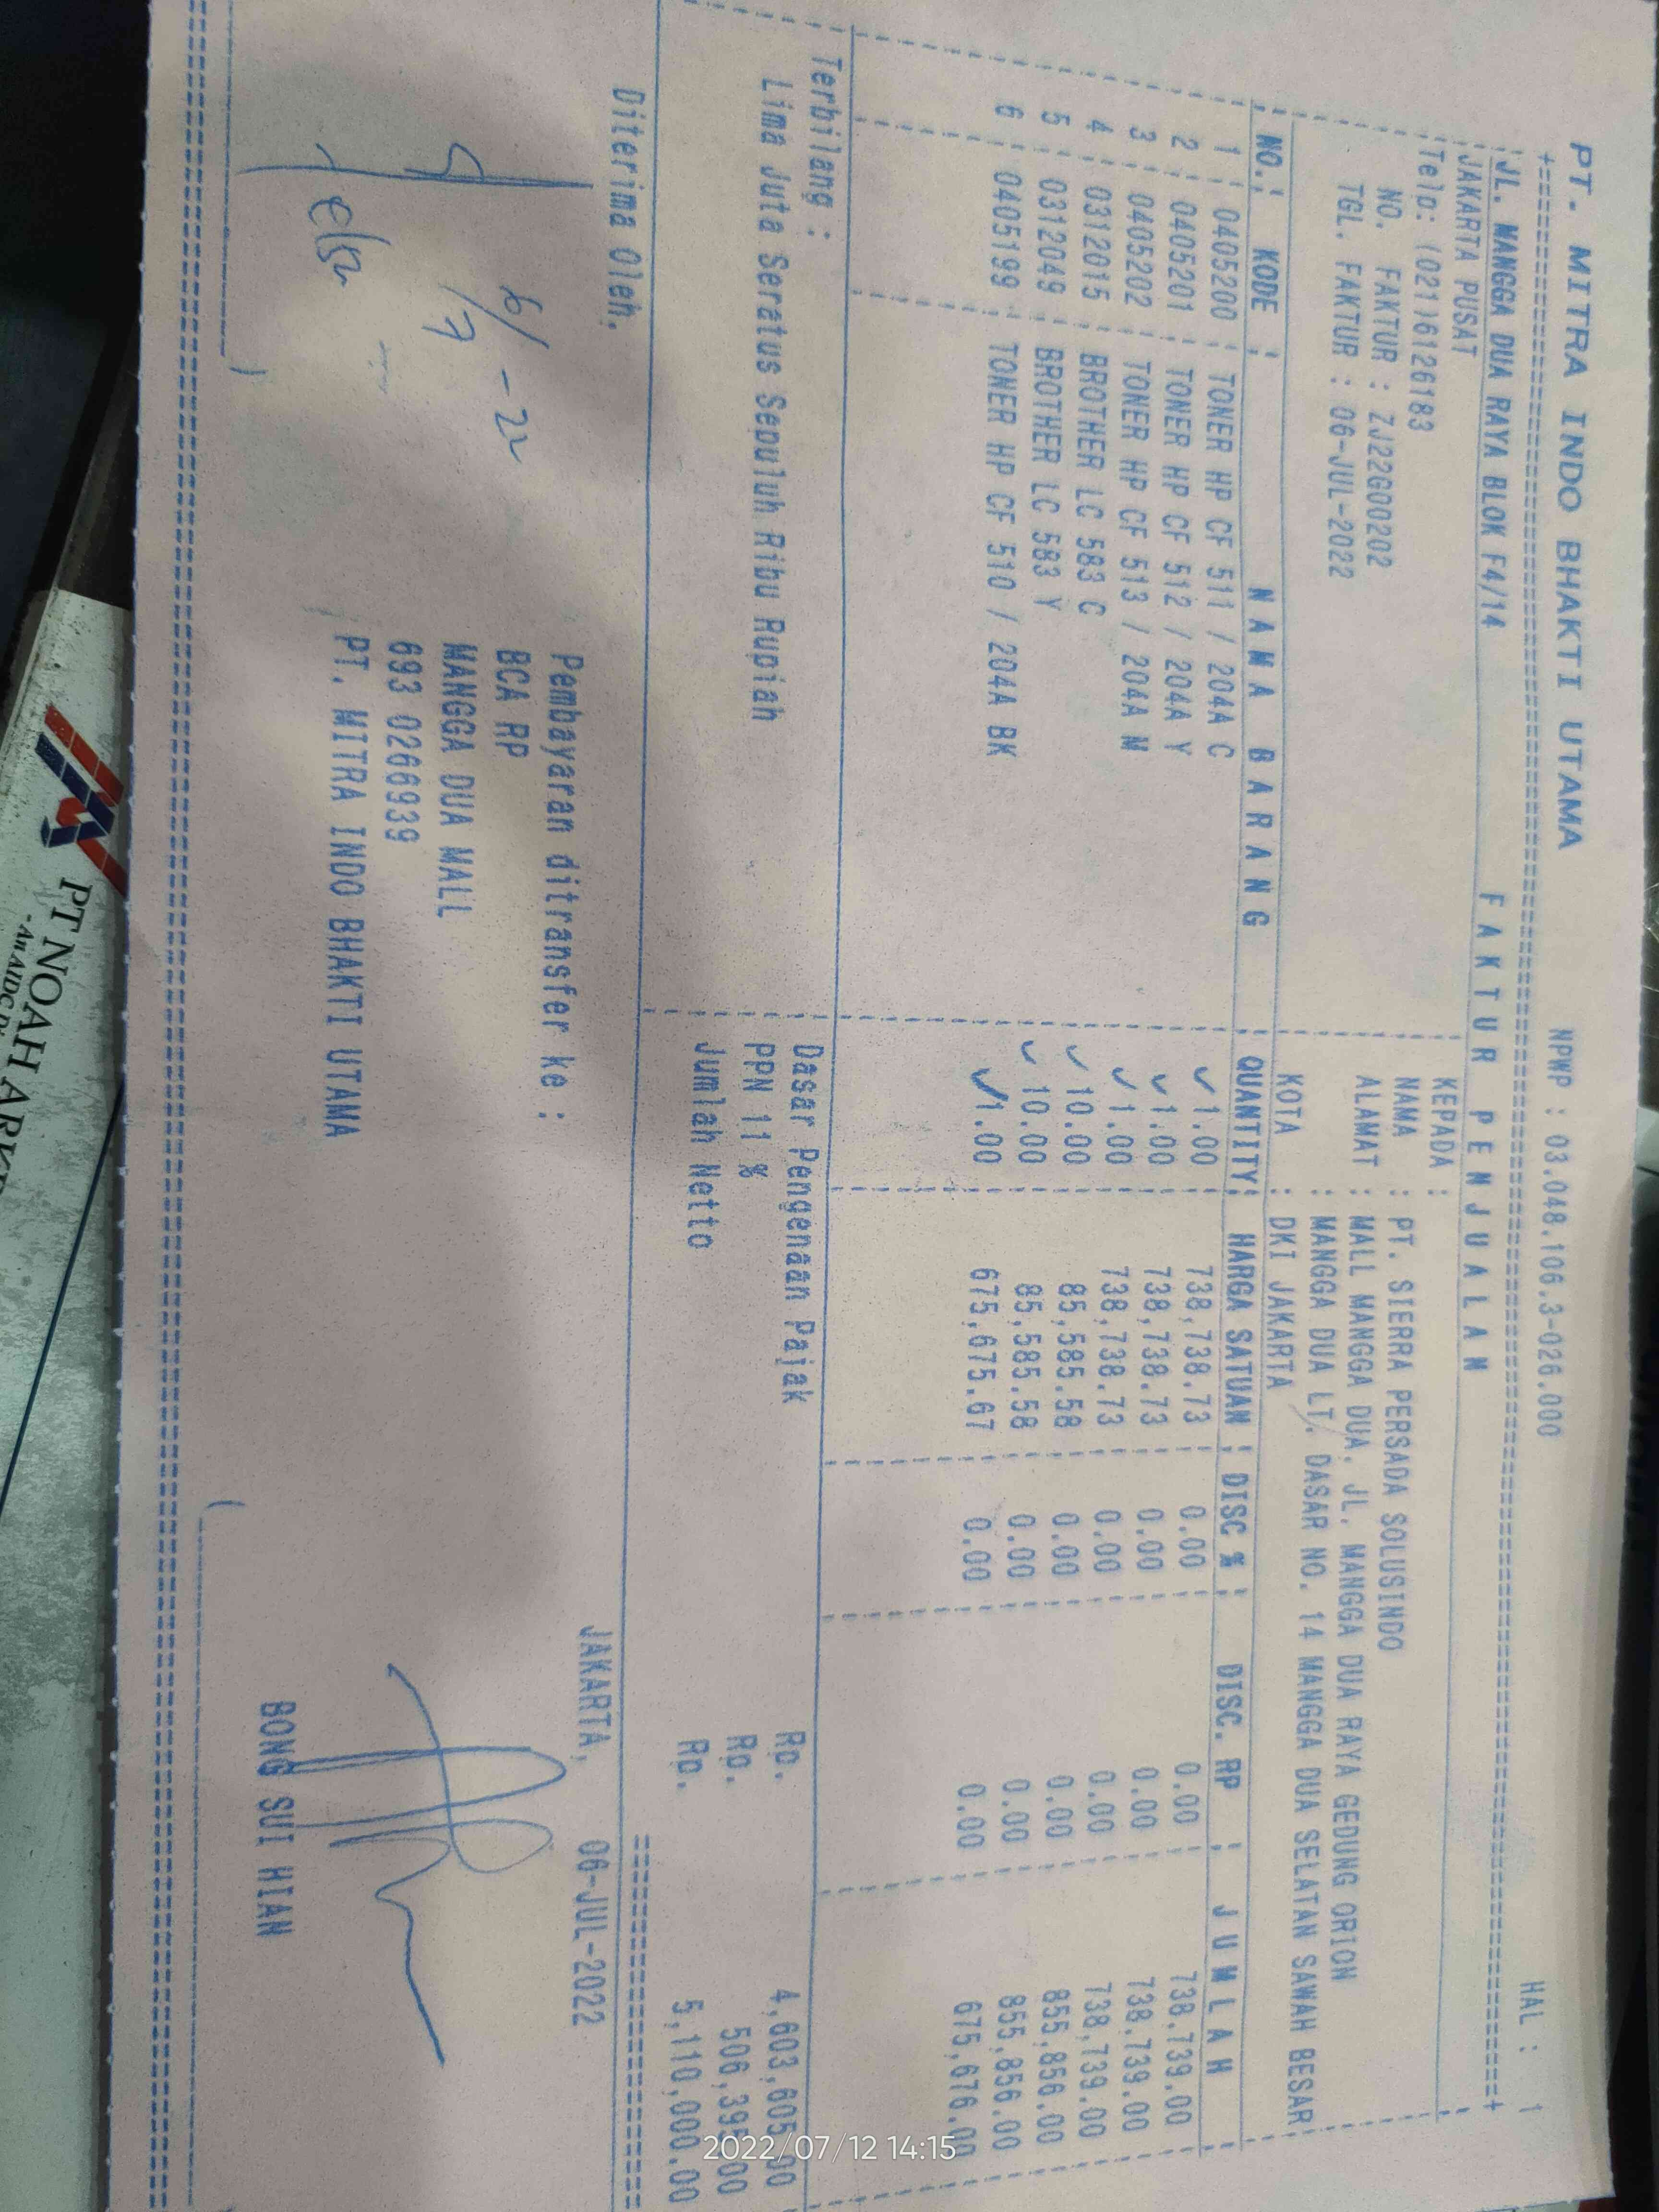 PT. MITRA INDO BHAKTI UTAMA NPWP : 03.048.106.3-026.000 HAL : 1
JL. MANGGA DUA RAYA BLOK F4/14 F A K T U R P E N J U A L A N
JAKARTA PUSAT KEPADA :
Telp: (021)6126183 NAMA : PT. SIERRA PERSADA SOLUSINDO
NO. FAKTUR : ZJ22G00202 ALAMAT : MALL MANGGA DUA, JL. MANGGA DUA RAYA GEDUNG ORION
TGL. FAKTUR : 06-JUL-2022 : MANGGA DUA LT. DASAR NO. 14 MANGGA DUA SELATAN SAWAH BESAR
KOTA : DKI JAKARTA
NO.: KODE : N A M A B A R A N G : QUANTITY: HARGA SATUAN : DISC % : DISC. RP : J U M L A H
1 0405200 TONER HP CF 511 / 204A C 1.00 738,738.73 0.00 0.00 738,739.00
2 0405201 TONER HP CF 512 / 204A Y 1.00 738,738.73 0.00 0.00 738,739.00
3 0405202 TONER HP CF 513 / 204A M 1.00 738,738.73 0.00 0.00 738,739.00
4 0312015 BROTHER LC 583 C 10.00 85,585.58 0.00 0.00 855,856.00
5 0312049 BROTHER LC 583 Y 10.00 85,585.58 0.00 0.00 855,856.00
6 0405199 TONER HP CF 510 / 204A BK 1.00 675,675.67 0.00 0.00 675,676.00
Terbilang : Dasar Pengenaan Pajak Rp. 4,603,605.00
Lima Juta Seratus Sepuluh Ribu Rupiah PPN 11 % Rp. 506,395.00
Jumlah Netto Rp. 5,110,000.00
Diterima Oleh, JAKARTA, 06-JUL-2022
Pembayaran ditransfer ke :
6/7 -22
BCA RP
MANGGA DUA MALL
693 0266939
PT. MITRA INDO BHAKTI UTAMA
BONG SUI HIAN
PT NOAH
2022/07/12 14:15